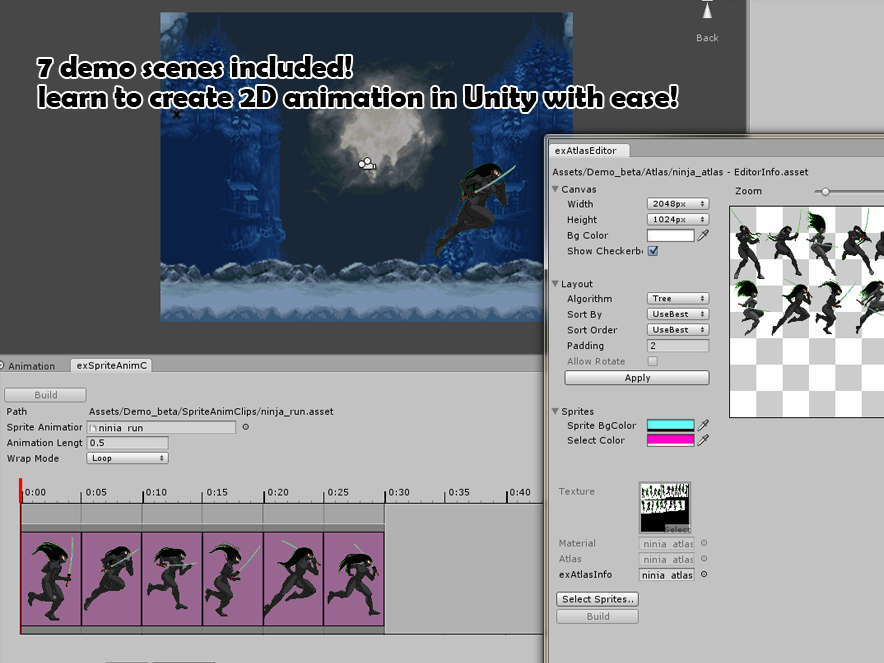 Back
7 demo scenes included!
learn to create 2D animation in Unity with ease!
exAtlasEditor
Assets/Demo_beta/Atlas/ninja_atlas - EditorInfo.asset
Canvas
Zoom
Width 2048px
Height 1024px
Bg Color
Show Checkerb
Layout
Algorithm Tree
Sort By UseBest
Sort Order UseBest
Padding 2
Allow Rotate
Apply
Sprites
Sprite BgColor
Select Color
Texture
Select
Material ninja_atlas
Atlas ninja_atlas
exAtlasInfo ninja_atlas
Select Sprites..
Build
Animation exSpriteAnimC
Build
Path Assets/Demo_beta/SpriteAnimClips/ninja_run.asset
Sprite Animation ninja_run
Animation Lengt 0.5
Wrap Mode Loop
0:00 0:05 0:10 0:15 0:20 0:25 0:30 0:35 0:40